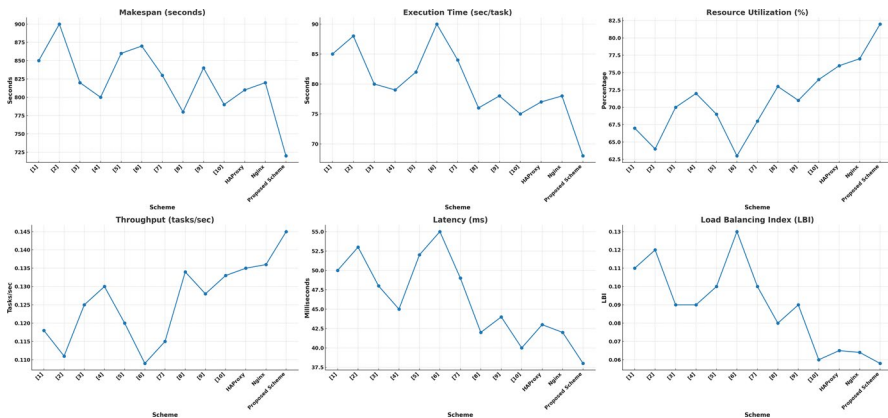 Makespan (seconds)
900
875
850
825
800
775
750
725
Seconds
[1]
[2]
[3]
[4]
[5]
[6]
[7]
[8]
[9]
[10]
HAProxy
Nginx
Proposed Scheme
Scheme
Execution Time (sec/task)
90
85
80
75
70
Seconds
[1]
[2]
[3]
[4]
[5]
[6]
[7]
[8]
[9]
[10]
HAProxy
Nginx
Proposed Scheme
Scheme
Resource Utilization (%)
82.5
80.0
77.5
75.0
72.5
70.0
67.5
65.0
62.5
Percentage
[1]
[2]
[3]
[4]
[5]
[6]
[7]
[8]
[9]
[10]
HAProxy
Nginx
Proposed Scheme
Scheme
Throughput (tasks/sec)
0.145
0.140
0.135
0.130
0.125
0.120
0.115
0.110
Tasks/sec
[1]
[2]
[3]
[4]
[5]
[6]
[7]
[8]
[9]
[10]
HAProxy
Nginx
Proposed Scheme
Scheme
Latency (ms)
55.0
52.5
50.0
47.5
45.0
42.5
40.0
37.5
Milliseconds
[1]
[2]
[3]
[4]
[5]
[6]
[7]
[8]
[9]
[10]
HAProxy
Nginx
Proposed Scheme
Scheme
Load Balancing Index (LBI)
0.13
0.12
0.11
0.10
0.09
0.08
0.07
0.06
LBI
[1]
[2]
[3]
[4]
[5]
[6]
[7]
[8]
[9]
[10]
HAProxy
Nginx
Proposed Scheme
Scheme